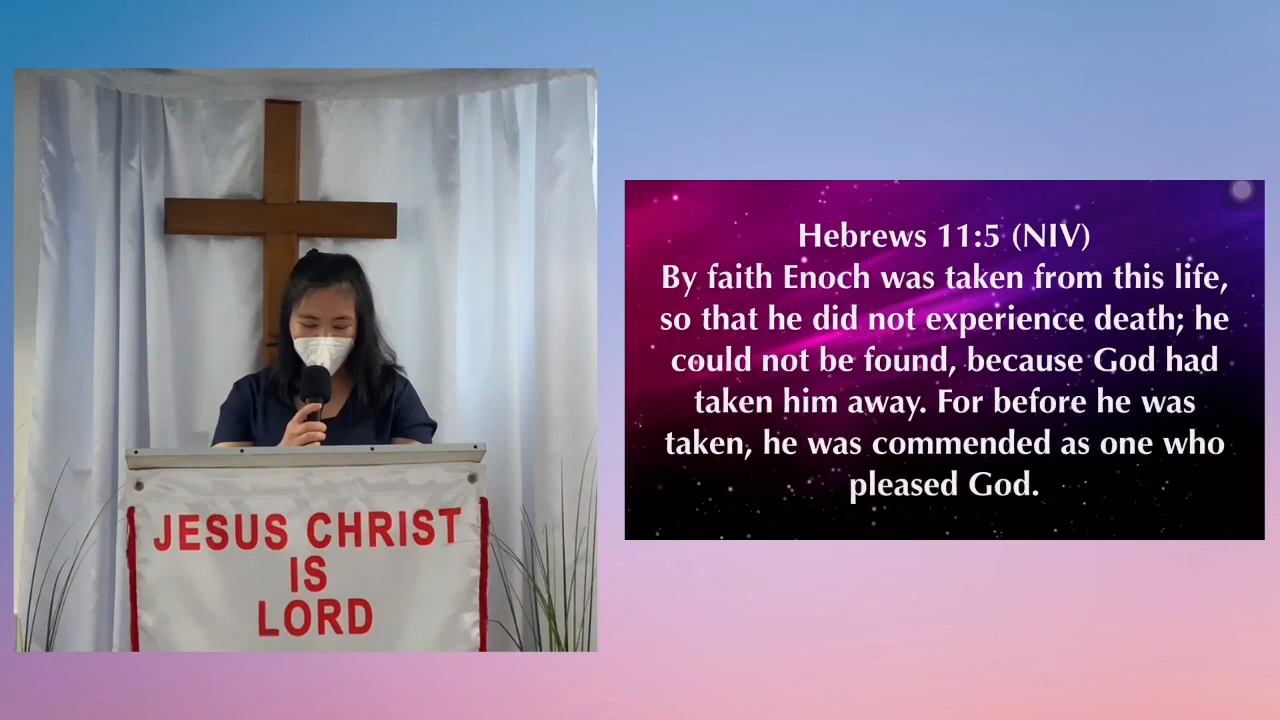 JESUS CHRIST
IS
LORD
Hebrews 11:5 (NIV)
By faith Enoch was taken from this life,
so that he did not experience death; he
could not be found, because God had
taken him away. For before he was
taken, he was commended as one who
pleased God.